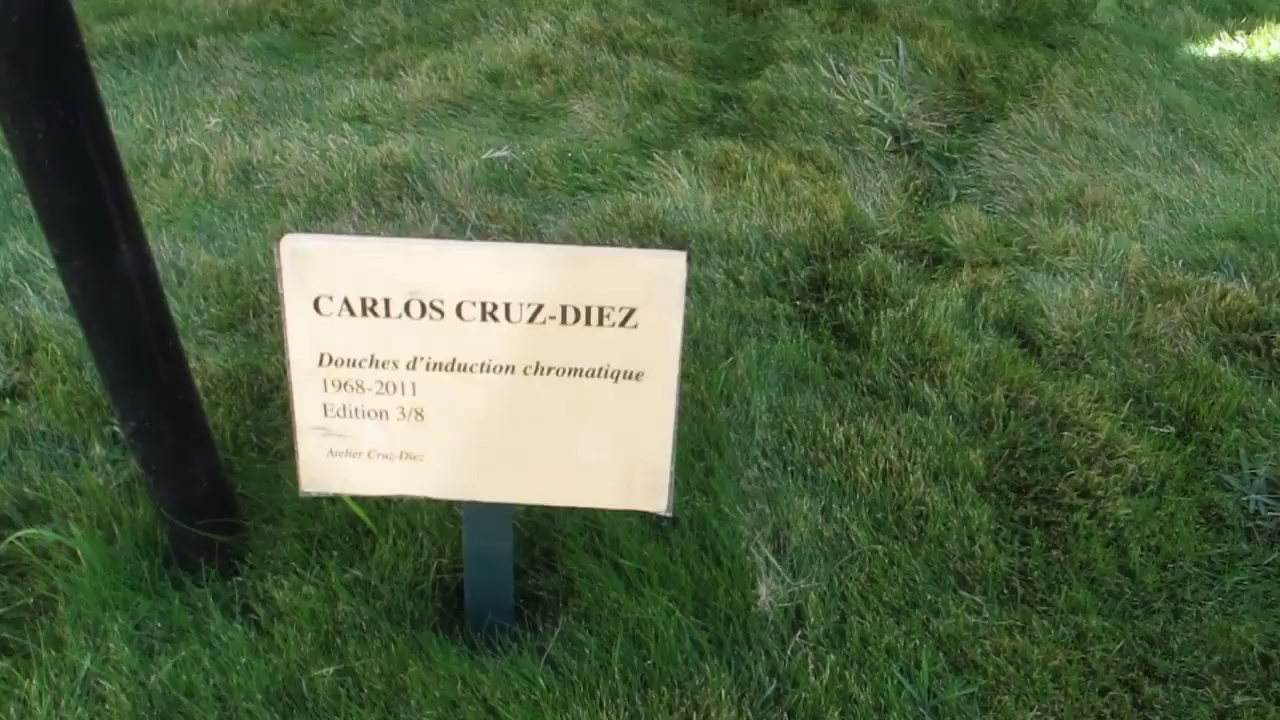 CARLOS CRUZ-DIEZ
Douches d'induction chromatique
1968-2011
Edition 3/8
Atelier Cruz-Diez